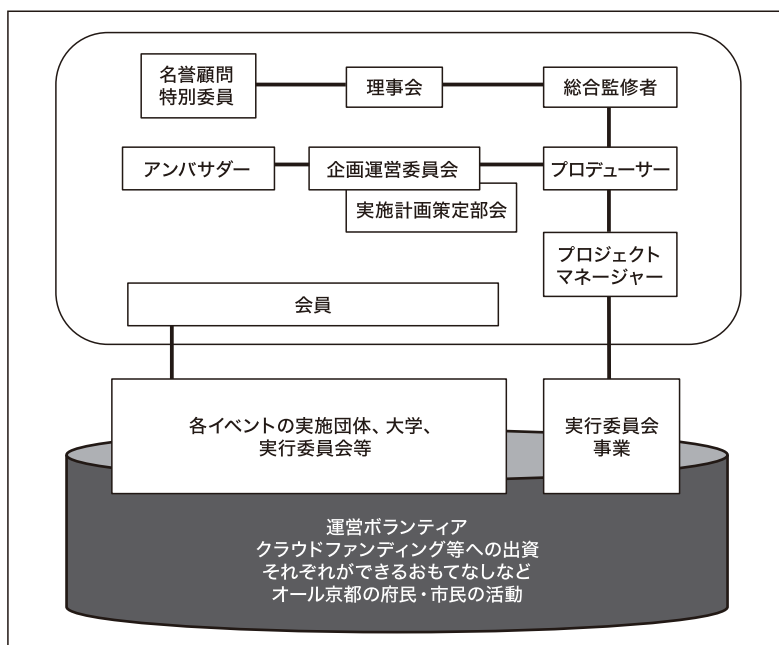 名誉顧問
特別委員
理事会
総合監修者
アンバサダー
企画運営委員会
プロデューサー
実施計画策定部会
プロジェクト
マネージャー
会員
各イベントの実施団体、大学、
実行委員会等
実行委員会
事業
運営ボランティア
クラウドファンディング等への出資
それぞれができるおもてなしなど
オール京都の府民・市民の活動